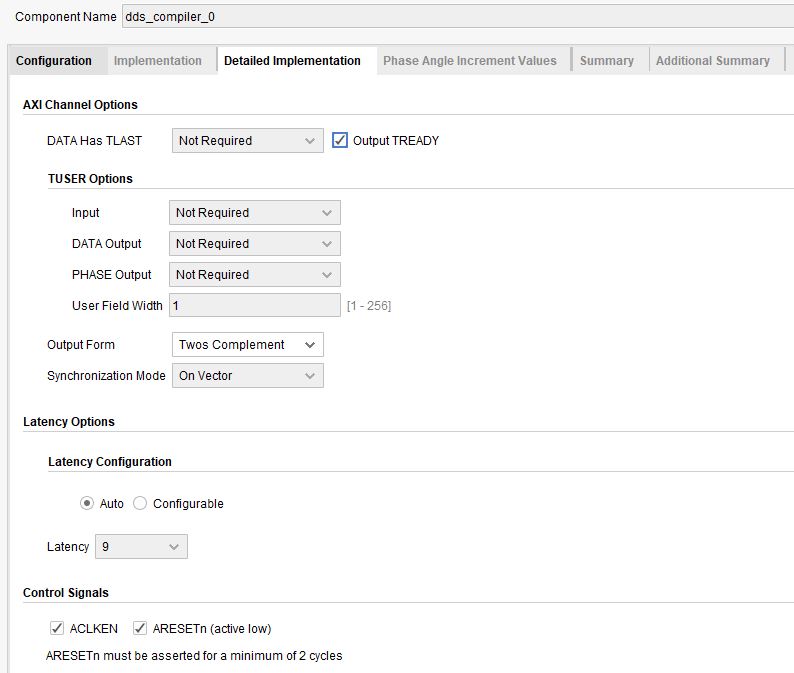 Component Name dds_compiler_0
Configuration Implementation Detailed Implementation Phase Angle Increment Values Summary Additional Summary
AXI Channel Options
DATA Has TLAST Not Required Output TREADY
TUSER Options
Input Not Required
DATA Output Not Required
PHASE Output Not Required
User Field Width 1 [1 - 256]
Output Form Twos Complement
Synchronization Mode On Vector
Latency Options
Latency Configuration
Auto Configurable
Latency 9
Control Signals
ACLKEN ARESETn (active low)
ARESETn must be asserted for a minimum of 2 cycles